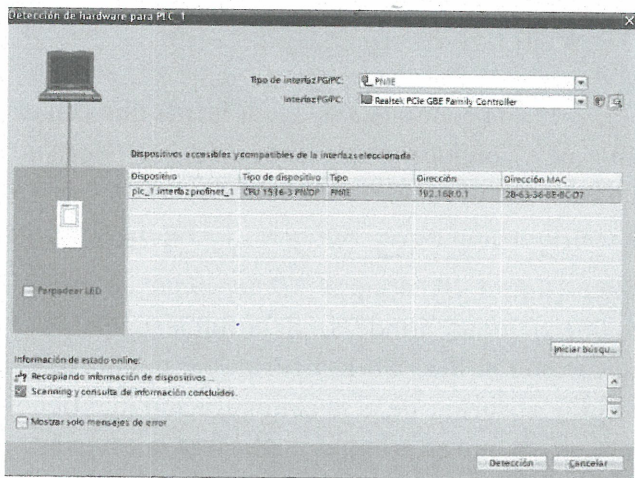 Detección de hardware para PLC_1
Tipo de interfaz PG/PC: PN/IE
Interfaz PG/PC: Realtek PCIe GBE Family Controller
Dispositivos accesibles y compatibles de la interfaz seleccionada:
Dispositivo Tipo de dispositivo Tipo Dirección Dirección MAC
plc_1.interfaz profinet_1 CPU 1516-3 PN/DP PN/IE 192.168.0.1
Parpadear LED
Iniciar búsqu...
Información de estado online:
Recopilando información de dispositivos ...
Scanning y consulta de información concluidos.
Mostrar solo mensajes de error
Detección Cancelar